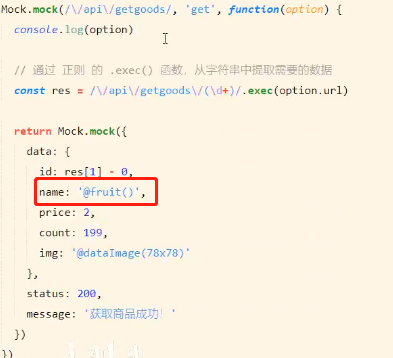 Mock.mock(/\/api\/getgoods/, 'get', function(option) {
console.log(option)
// 通过 正则 的 .exec() 函数，从字符串中提取需要的数据
const res = /\/api\/getgoods\/(\d+)/.exec(option.url)
return Mock.mock({
data: {
id: res[1] - 0,
name: '@fruit()',
price: 2,
count: 199,
img: '@dataImage(78x78)'
},
status: 200,
message: '获取商品成功！'
})
})